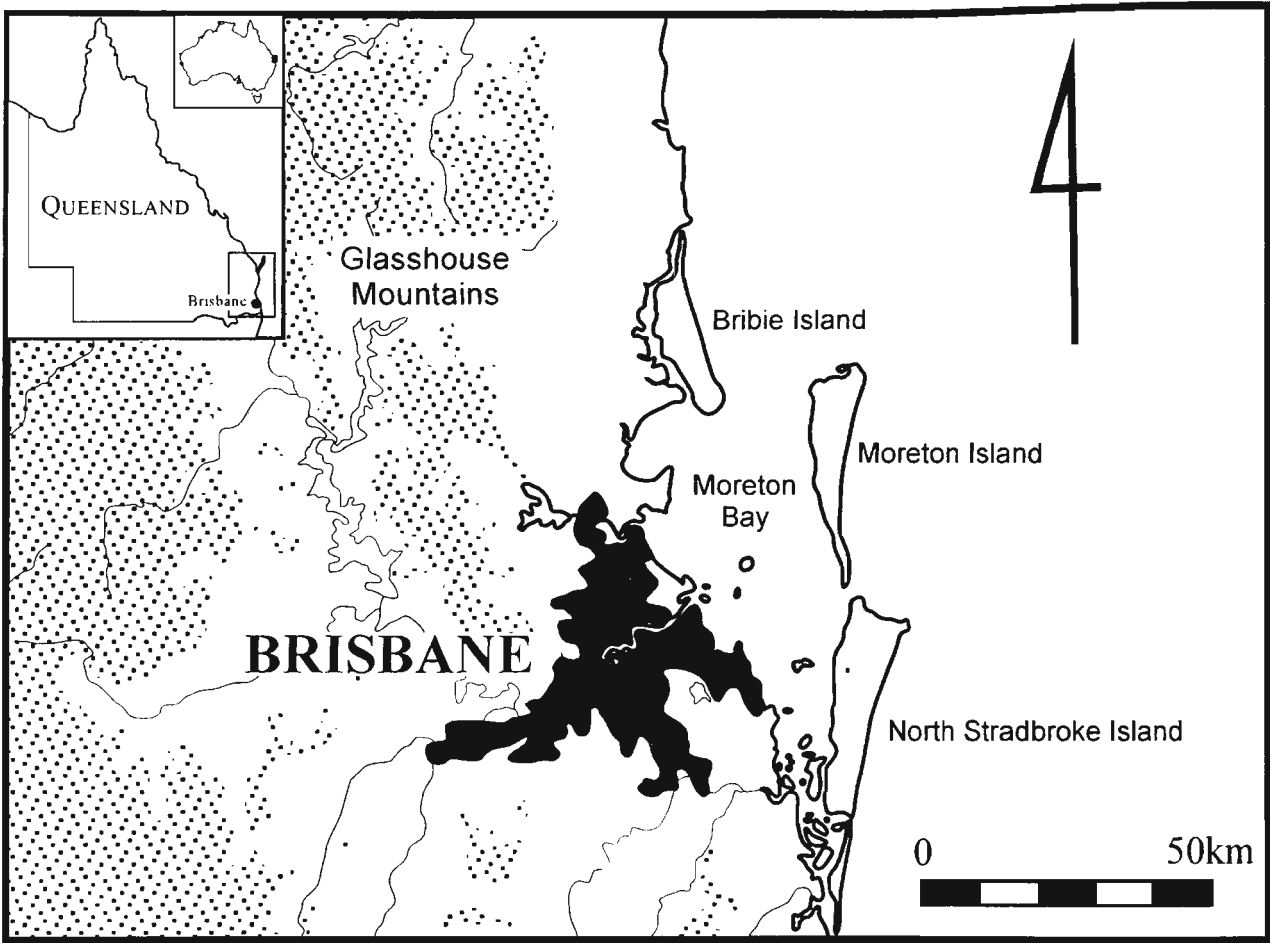 QUEENSLAND
Brisbane
Glasshouse
Mountains
Bribie Island
Moreton Island
Moreton
Bay
BRISBANE
North Stradbroke Island
0 50km